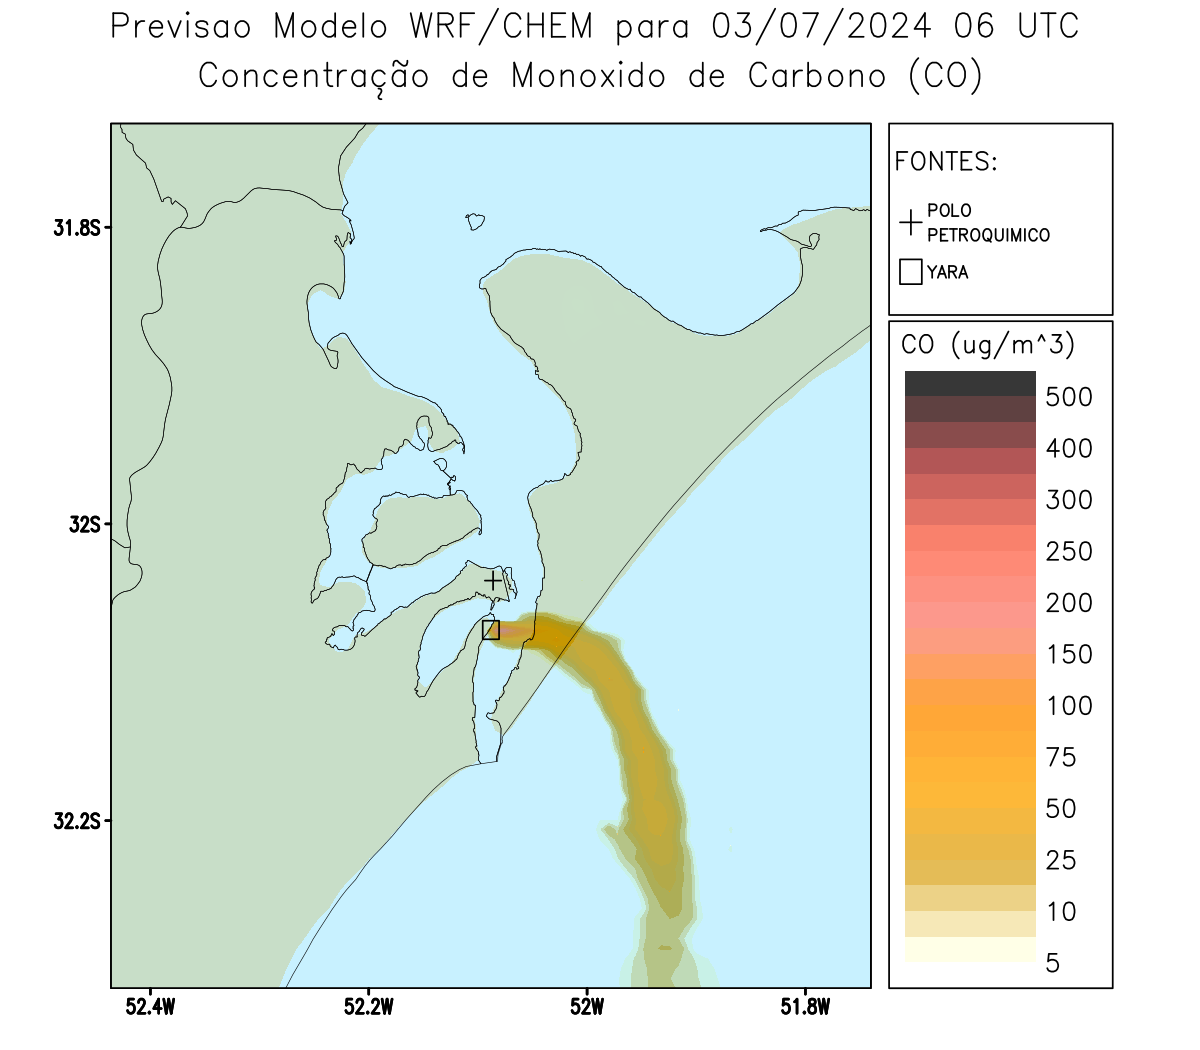 Previsao Modelo WRF/CHEM para 03/07/2024 06 UTC
Concentração de Monoxido de Carbono (CO)
FONTES:
POLO
PETROQUIMICO
YARA
CO (ug/m^3)
500
400
300
250
200
150
100
75
50
25
10
5
31.8S
32S
32.2S
52.4W
52.2W
52W
51.8W